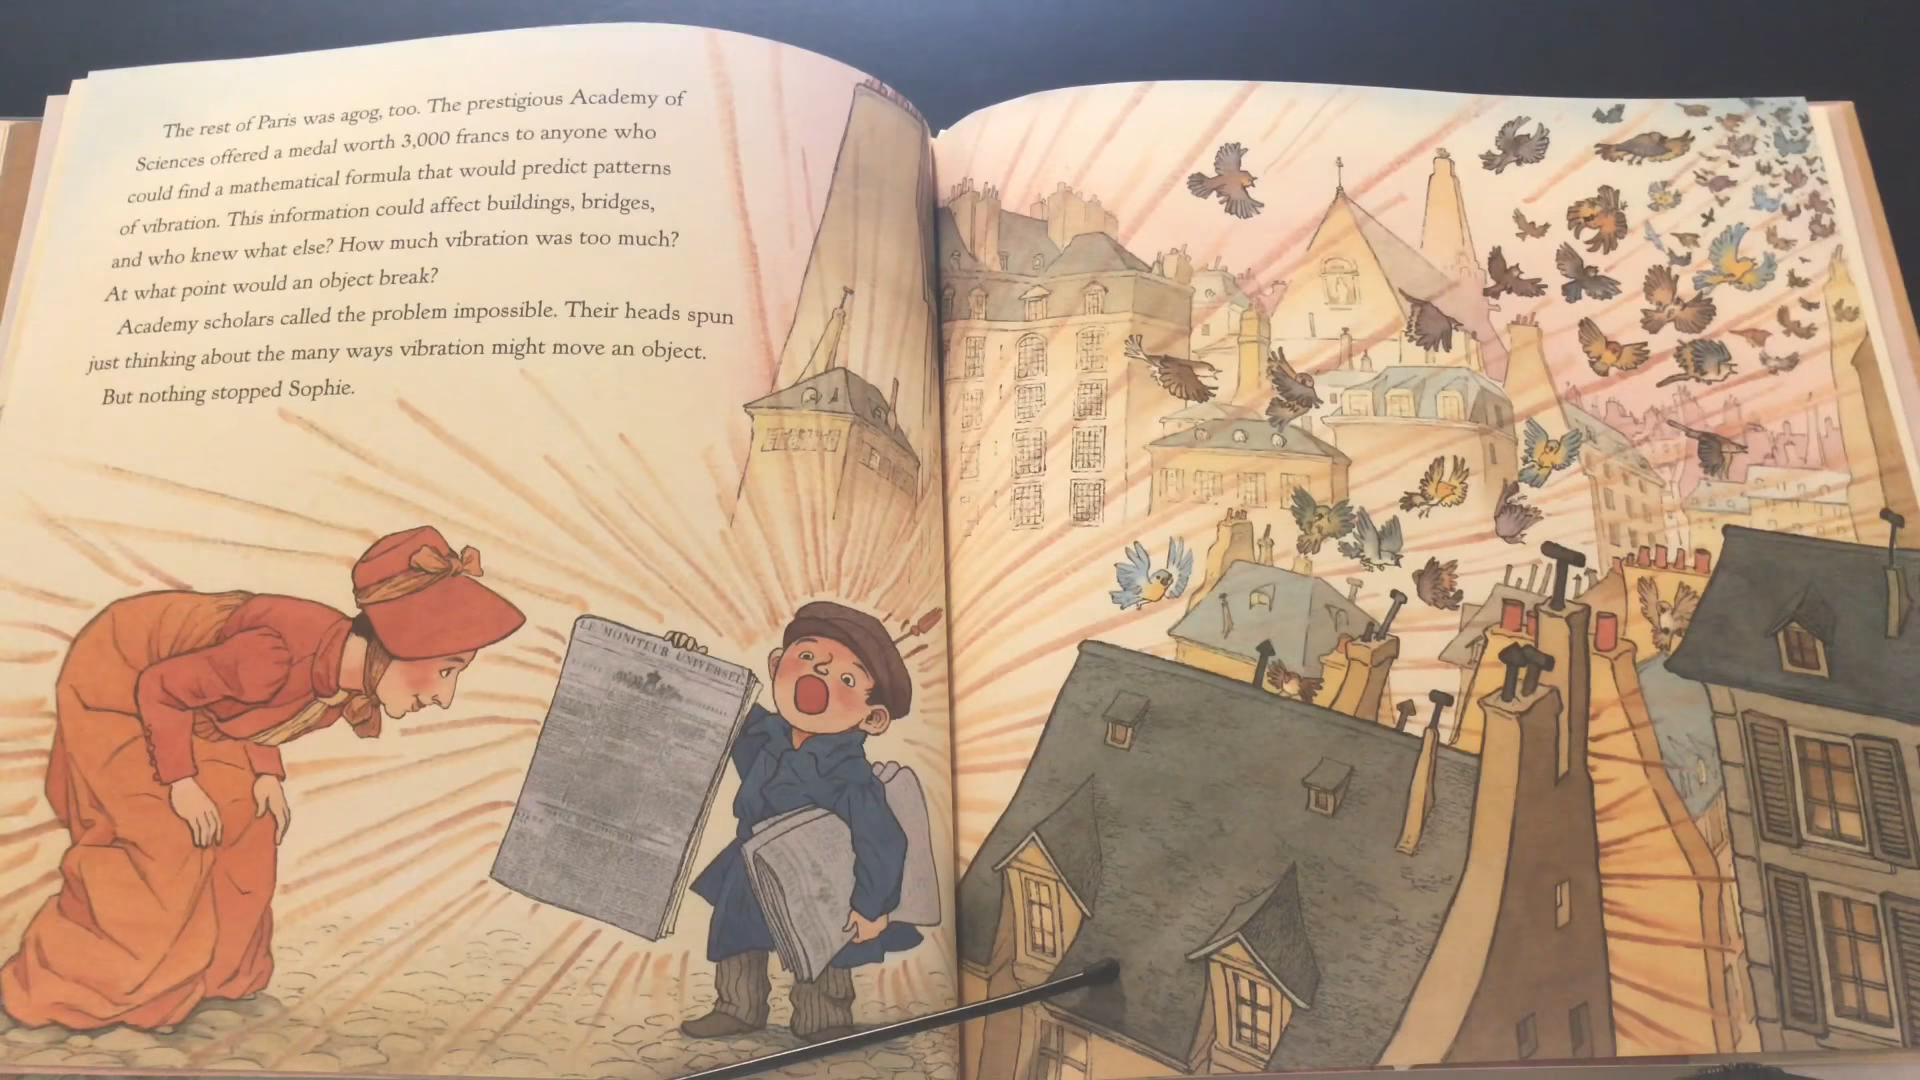 The rest of Paris was agog, too. The prestigious Academy of
Sciences offered a medal worth 3,000 francs to anyone who
could find a mathematical formula that would predict patterns
of vibration. This information could affect buildings, bridges,
and who knew what else? How much vibration was too much?
At what point would an object break?
Academy scholars called the problem impossible. Their heads spun
just thinking about the many ways vibration might move an object.
But nothing stopped Sophie.
LE MONITEUR UNIVERSEL.